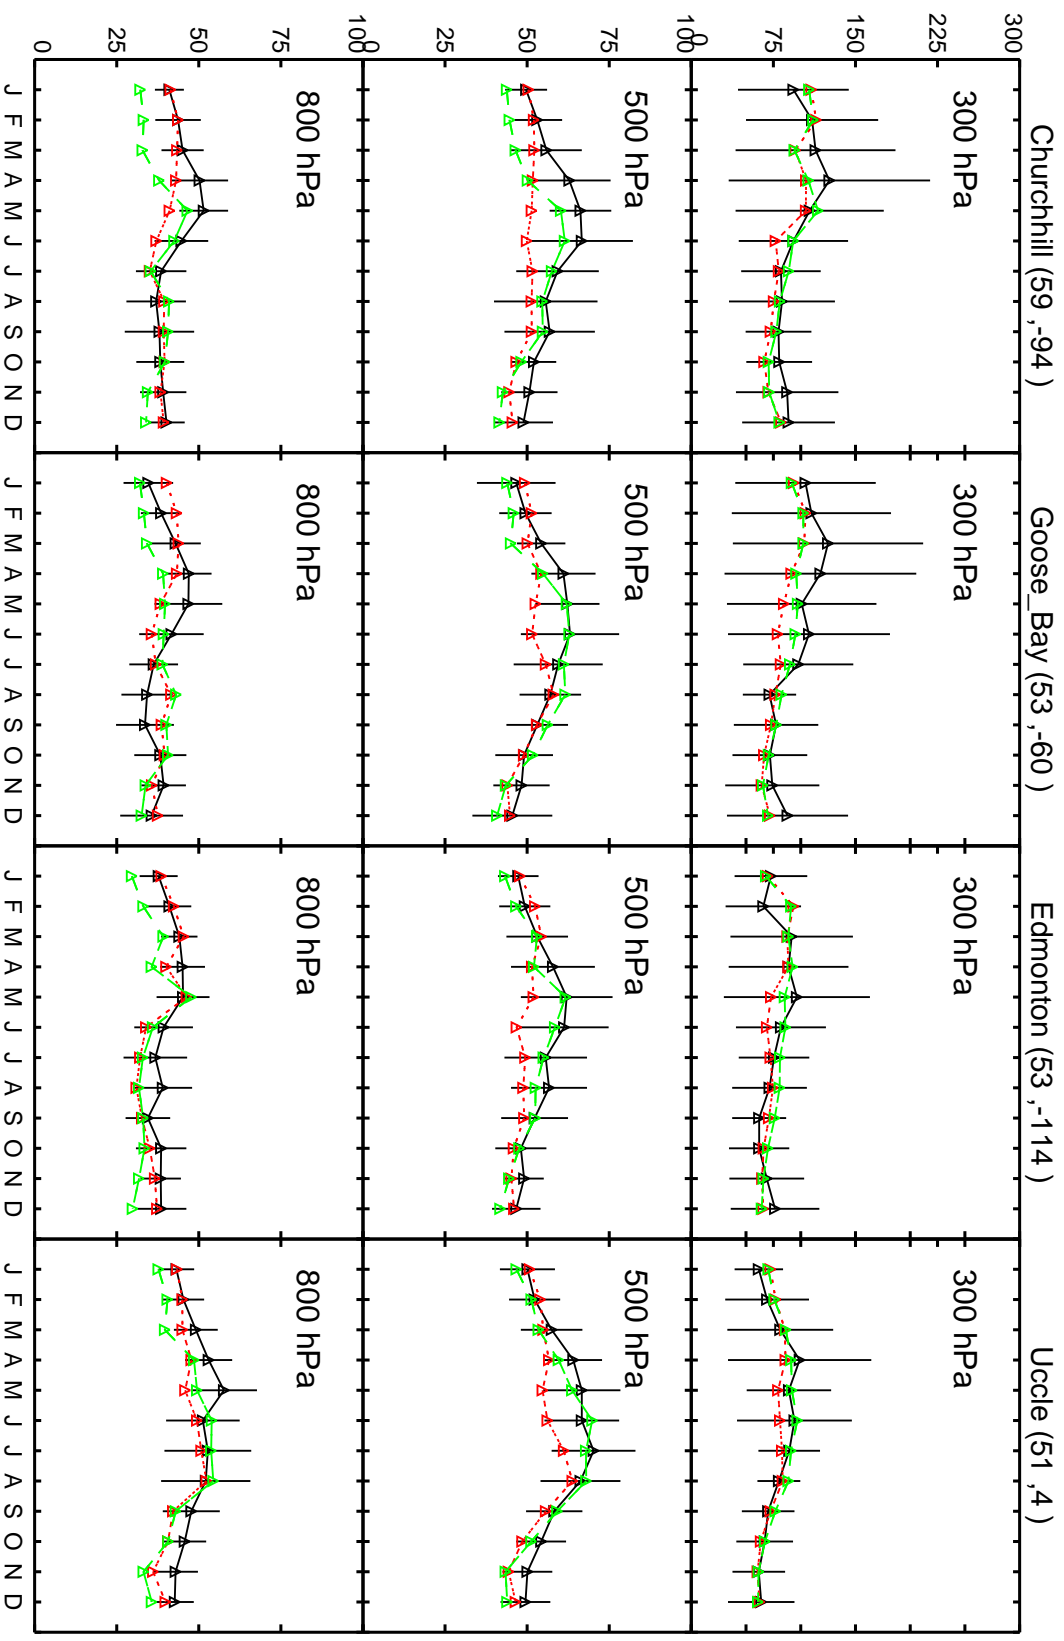 Churchhill (59 ,-94 )
Goose_Bay (53 ,-60 )
Edmonton (53 ,-114 )
Uccle (51 ,4 )
300
225
150
75
0
300 hPa
300 hPa
300 hPa
300 hPa
100
75
50
25
0
500 hPa
500 hPa
500 hPa
500 hPa
100
75
50
25
0
800 hPa
800 hPa
800 hPa
800 hPa
J F M A M J J A S O N D
J F M A M J J A S O N D
J F M A M J J A S O N D
J F M A M J J A S O N D